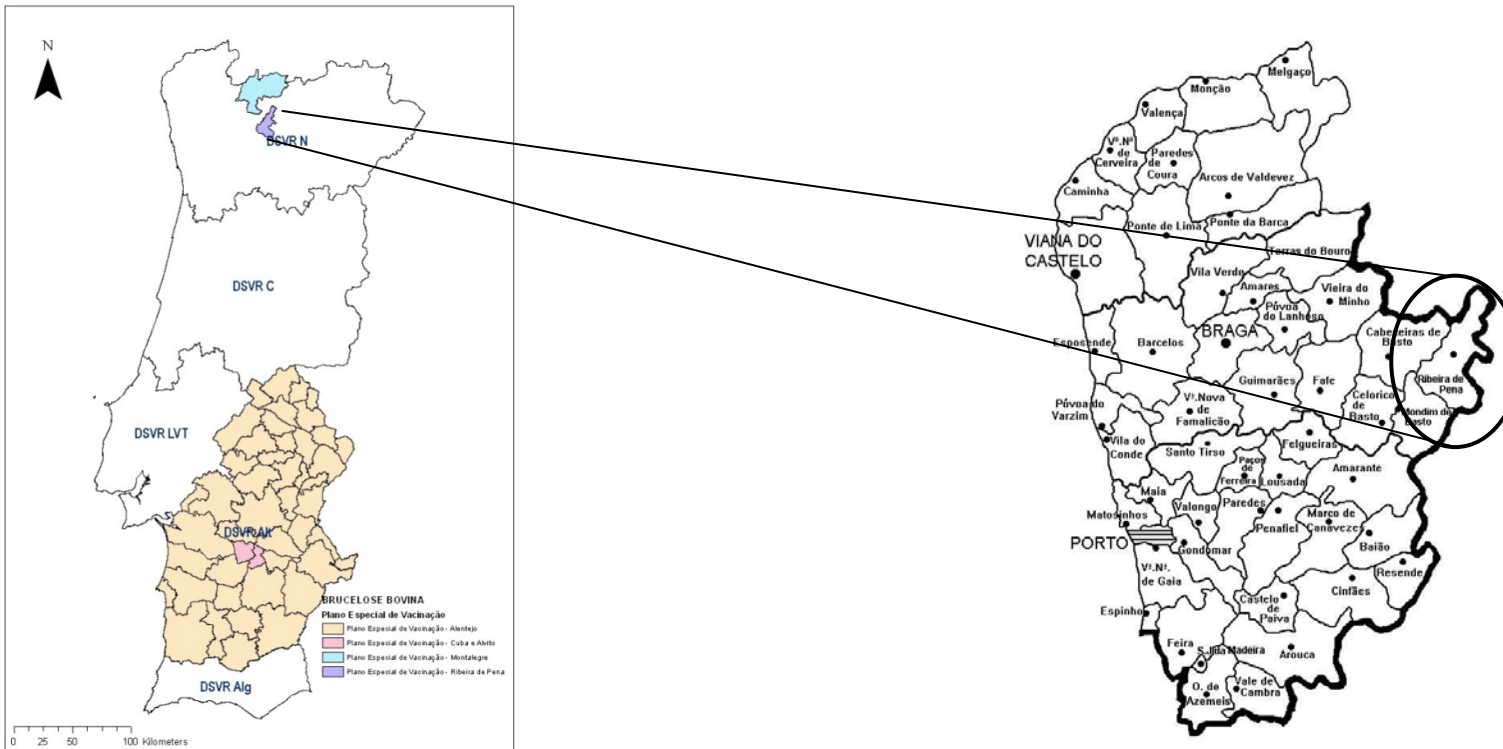 N
DSVR N
DSVR C
DSVR LVT
DSVR Alt
DSVR Alg
BRUCELOSE BOVINA
Plano Especial de Vacinação
Plano Especial de Vacinação - Alentejo
Plano Especial de Vacinação - Cuba e Alvito
Plano Especial de Vacinação - Montalegre
Plano Especial de Vacinação - Ribeira de Pena
0 25 50 100 Kilometers
Melgaço
Monção
Valença
Vª.Nª
de
Cerveira
Paredes
de
Coura
Arcos de Valdevez
Caminha
Ponte da Barca
Ponte de Lima
VIANA DO
CASTELO
Terras do Bouro
Vila Verde
Amares
Vieira do
Minho
Póvoa
do Lanhoso
BRAGA
Cabeceiras de
Basto
Esposende
Barcelos
Ribeira de
Pena
Guimarães
Fafe
Celorico
de
Basto
Mondim de
Basto
Póvoa do
Varzim
Vª.Nova
de
Famalicão
Vila do
Conde
Felgueiras
Santo Tirso
Paços
de
Ferreira
Lousada
Amarante
Maia
Valongo
Paredes
Penafiel
Marco de
Canavezes
Matosinhos
PORTO
Gondomar
Baião
Vª.Nª.
de Gaia
Resende
Cinfães
Castelo
de
Paiva
Espinho
Feira
S.J.da Madeira
Arouca
O. de
Azemeis
Vale de
Cambra